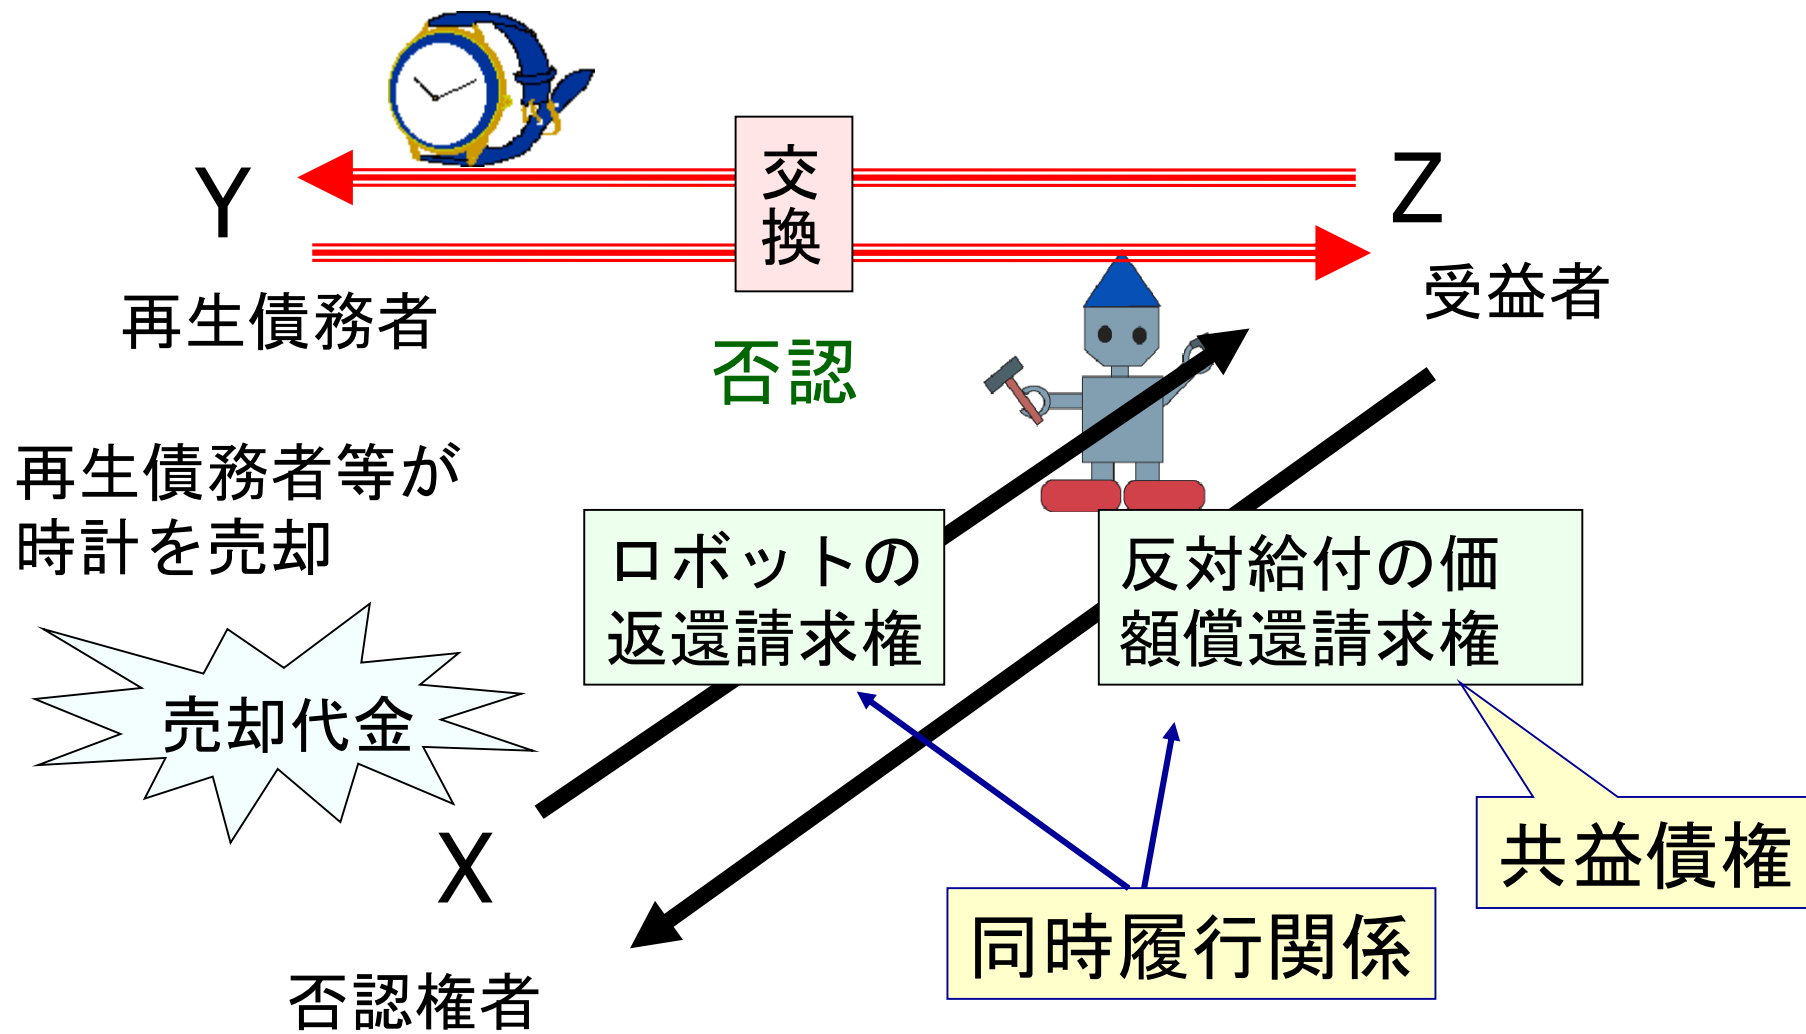 交
換
Y
Z
再生債務者
受益者
否認
再生債務者等が
時計を売却
ロボットの
返還請求権
反対給付の価
額償還請求権
売却代金
X
共益債権
同時履行関係
否認権者